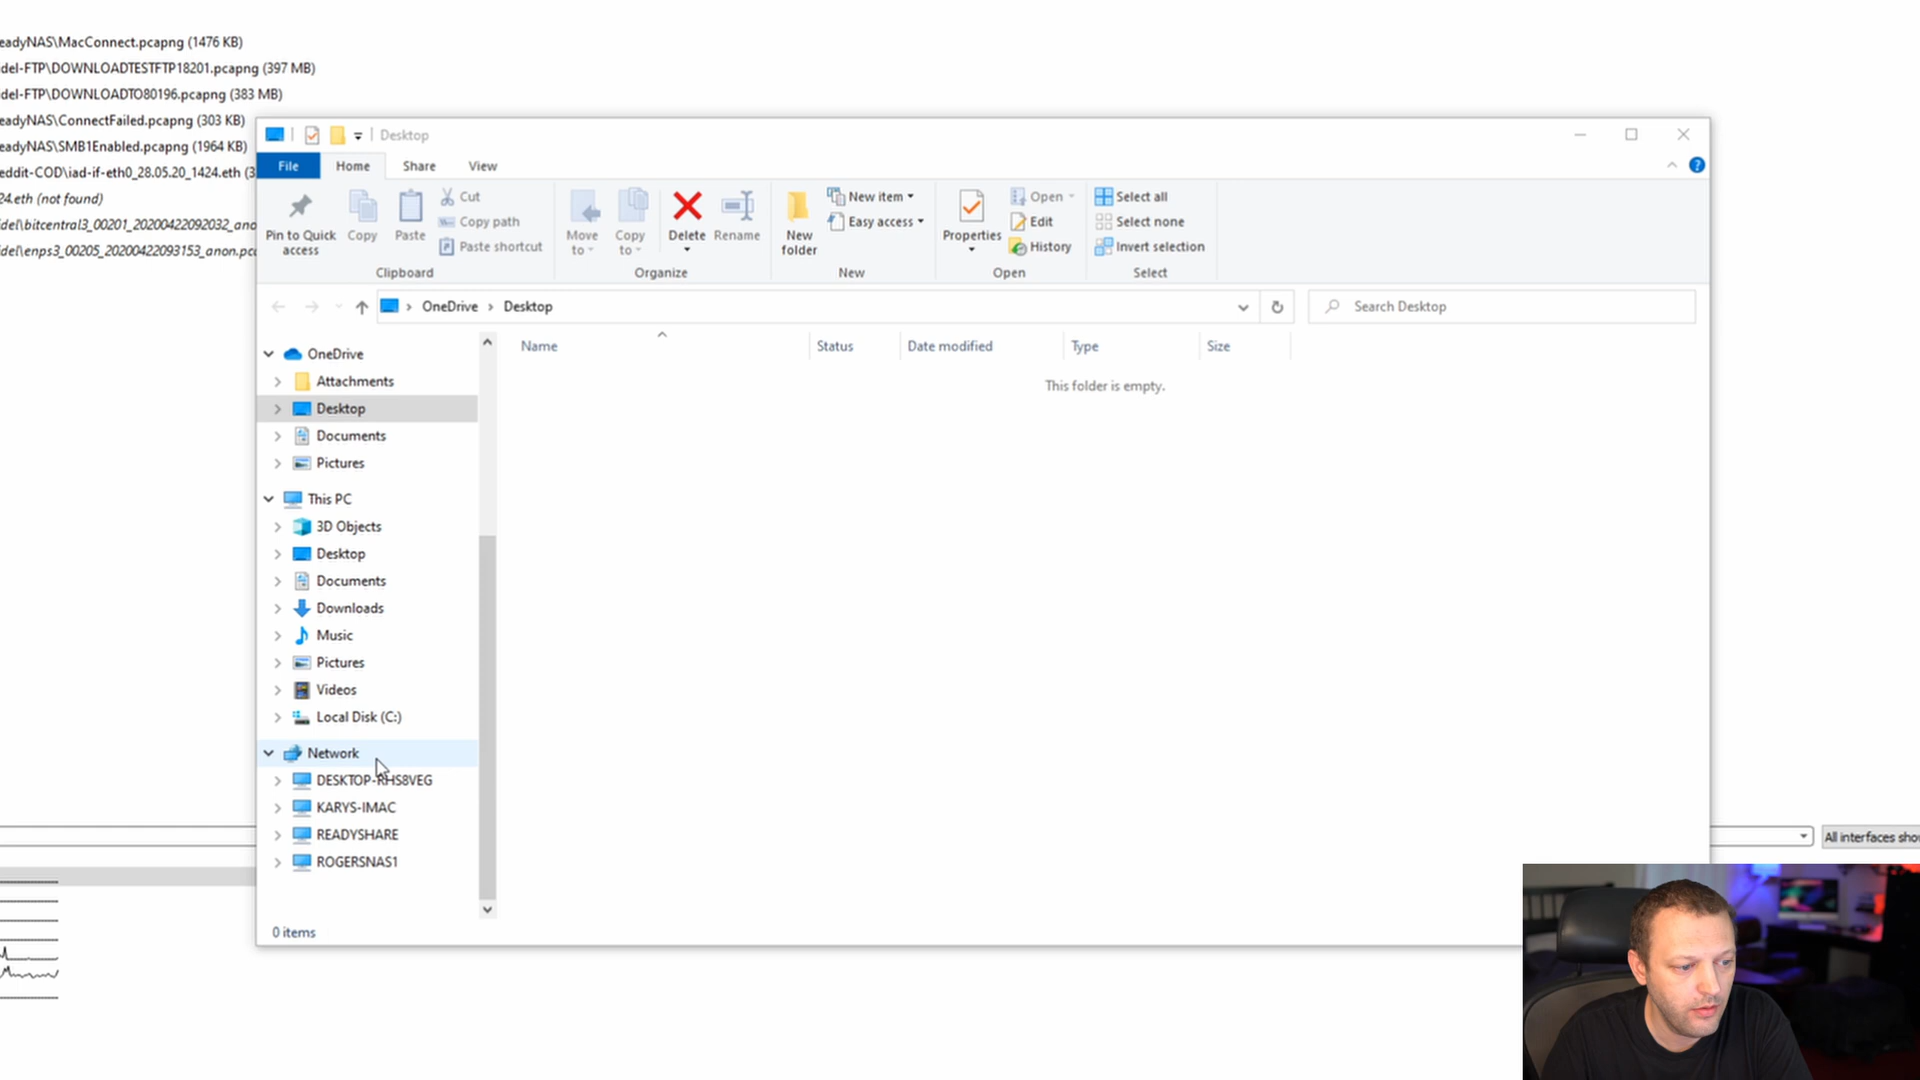 eadyNAS\MacConnect.pcapng (1476 KB)
del-FTP\DOWNLOADTESTFTP18201.pcapng (397 MB)
del-FTP\DOWNLOADTO80196.pcapng (383 MB)
eadyNAS\ConnectFailed.pcapng (303 KB)
eadyNAS\SMB1Enabled.pcapng (1964 KB)
eddit-COD\iad-if-eth0_28.05.20_1424.eth (3
24.eth (not found)
del\bitcentral3_00201_20200422092032_ano
del\enps3_00205_20200422093153_anon.pc
Desktop
File Home Share View
Pin to Quick access
Copy
Paste
Cut
Copy path
Paste shortcut
Clipboard
Move to
Copy to
Delete
Rename
Organize
New folder
New item
Easy access
New
Properties
Open
Edit
History
Open
Select all
Select none
Invert selection
Select
OneDrive › Desktop
Search Desktop
Name Status Date modified Type Size
This folder is empty.
OneDrive
Attachments
Desktop
Documents
Pictures
This PC
3D Objects
Desktop
Documents
Downloads
Music
Pictures
Videos
Local Disk (C:)
Network
DESKTOP-RHS8VEG
KARYS-IMAC
READYSHARE
ROGERSNAS1
0 items
All interfaces sho